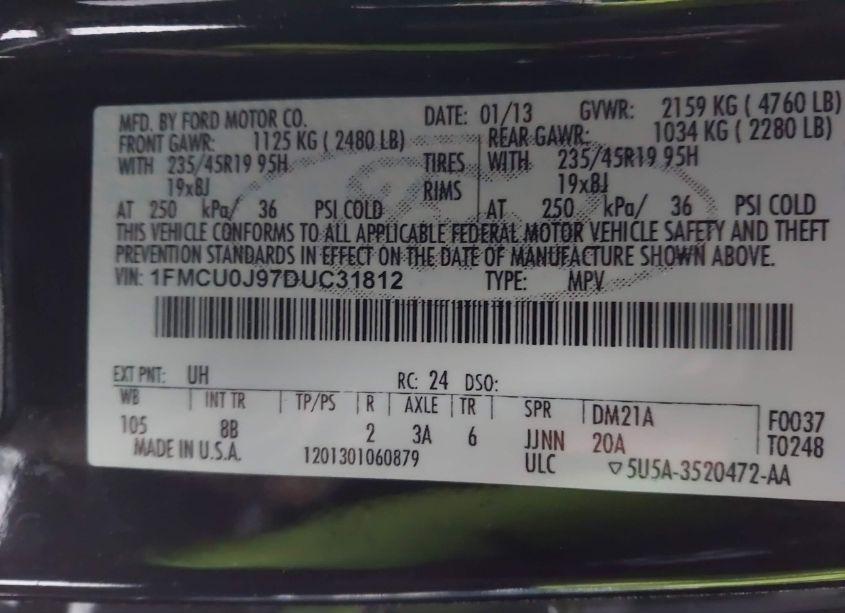 MFD. BY FORD MOTOR CO. DATE: 01/13 GVWR: 2159 KG ( 4760 LB)
FRONT GAWR: 1125 KG ( 2480 LB) REAR GAWR: 1034 KG ( 2280 LB)
WITH 235/45R19 95H TIRES WITH 235/45R19 95H
19x8J RIMS 19x8J
AT 250 kPa/ 36 PSI COLD AT 250 kPa/ 36 PSI COLD
THIS VEHICLE CONFORMS TO ALL APPLICABLE FEDERAL MOTOR VEHICLE SAFETY AND THEFT
PREVENTION STANDARDS IN EFFECT ON THE DATE OF MANUFACTURE SHOWN ABOVE.
VIN: 1FMCU0J97DUC31812 TYPE: MPV
EXT PNT: UH RC: 24 DSO:
WB INT TR TP/PS R AXLE TR SPR DM21A F0037
105 8B 2 3A 6 JJNN 20A T0248
MADE IN U.S.A. 1201301060879 ULC ▽5U5A-3520472-AA